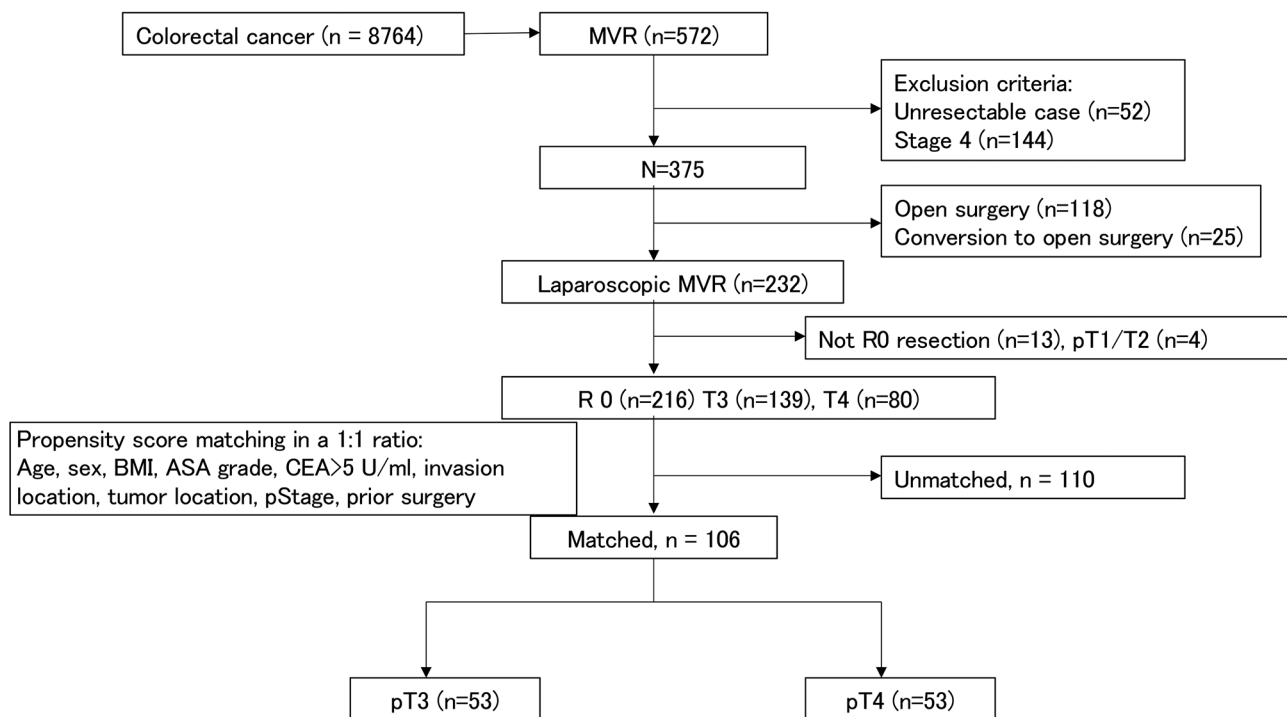 Colorectal cancer (n = 8764)
MVR (n=572)
Exclusion criteria:
Unresectable case (n=52)
Stage 4 (n=144)
N=375
Open surgery (n=118)
Conversion to open surgery (n=25)
Laparoscopic MVR (n=232)
Not R0 resection (n=13), pT1/T2 (n=4)
R 0 (n=216) T3 (n=139), T4 (n=80)
Propensity score matching in a 1:1 ratio:
Age, sex, BMI, ASA grade, CEA>5 U/ml, invasion
location, tumor location, pStage, prior surgery
Unmatched, n = 110
Matched, n = 106
pT3 (n=53)
pT4 (n=53)